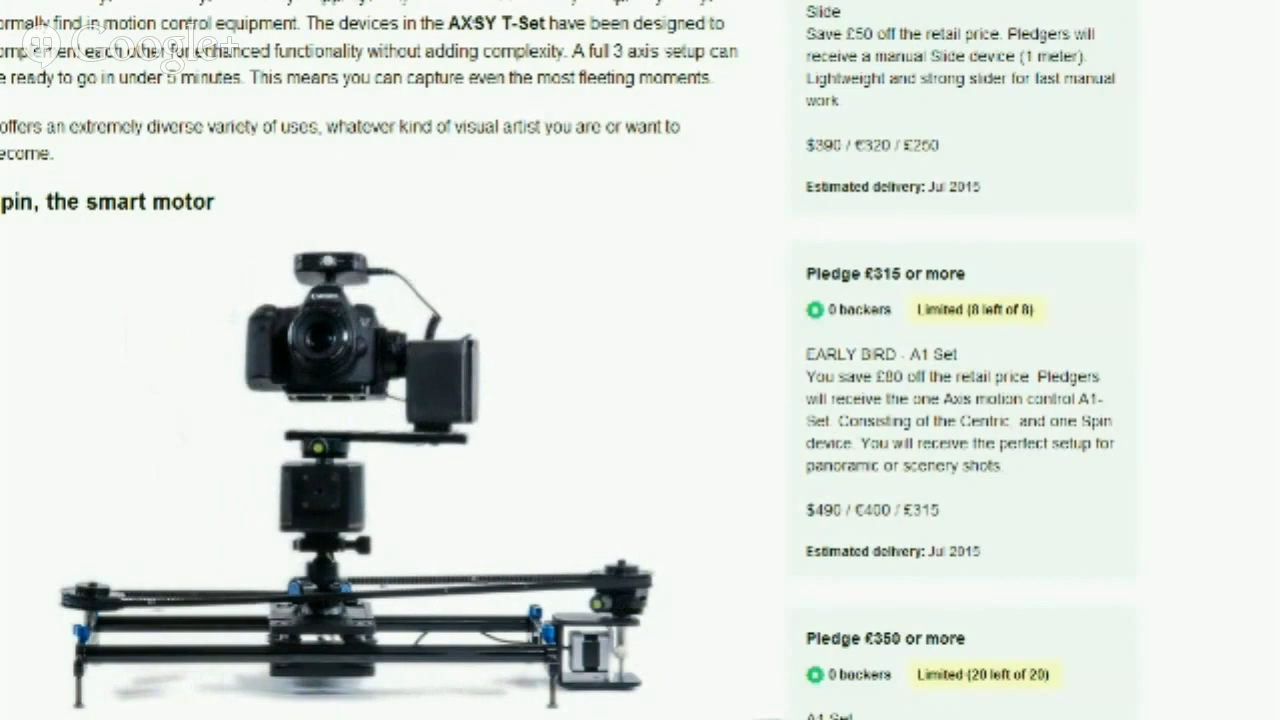 Google+
find in motion control equipment. The devices in the AXSY T-Set have been designed to
each other for enhanced functionality without adding complexity. A full 3 axis setup can
ready to go in under 5 minutes. This means you can capture even the most fleeting moments.
offers an extremely diverse variety of uses, whatever kind of visual artist you are or want to
ecome.
pin, the smart motor
Canon
Slide
Save £50 off the retail price. Pledgers will
receive a manual Slide device (1 meter).
Lightweight and strong slider for fast manual
work
$390 / €320 / £250
Estimated delivery: Jul 2015
Pledge £315 or more
0 backers Limited (8 left of 8)
EARLY BIRD - A1 Set
You save £80 off the retail price. Pledgers
will receive the one Axis motion control A1-
Set. Consisting of the Centric, and one Spin
device. You will receive the perfect setup for
panoramic or scenery shots.
$490 / €400 / £315
Estimated delivery: Jul 2015
Pledge £350 or more
0 backers Limited (20 left of 20)
A1 Set